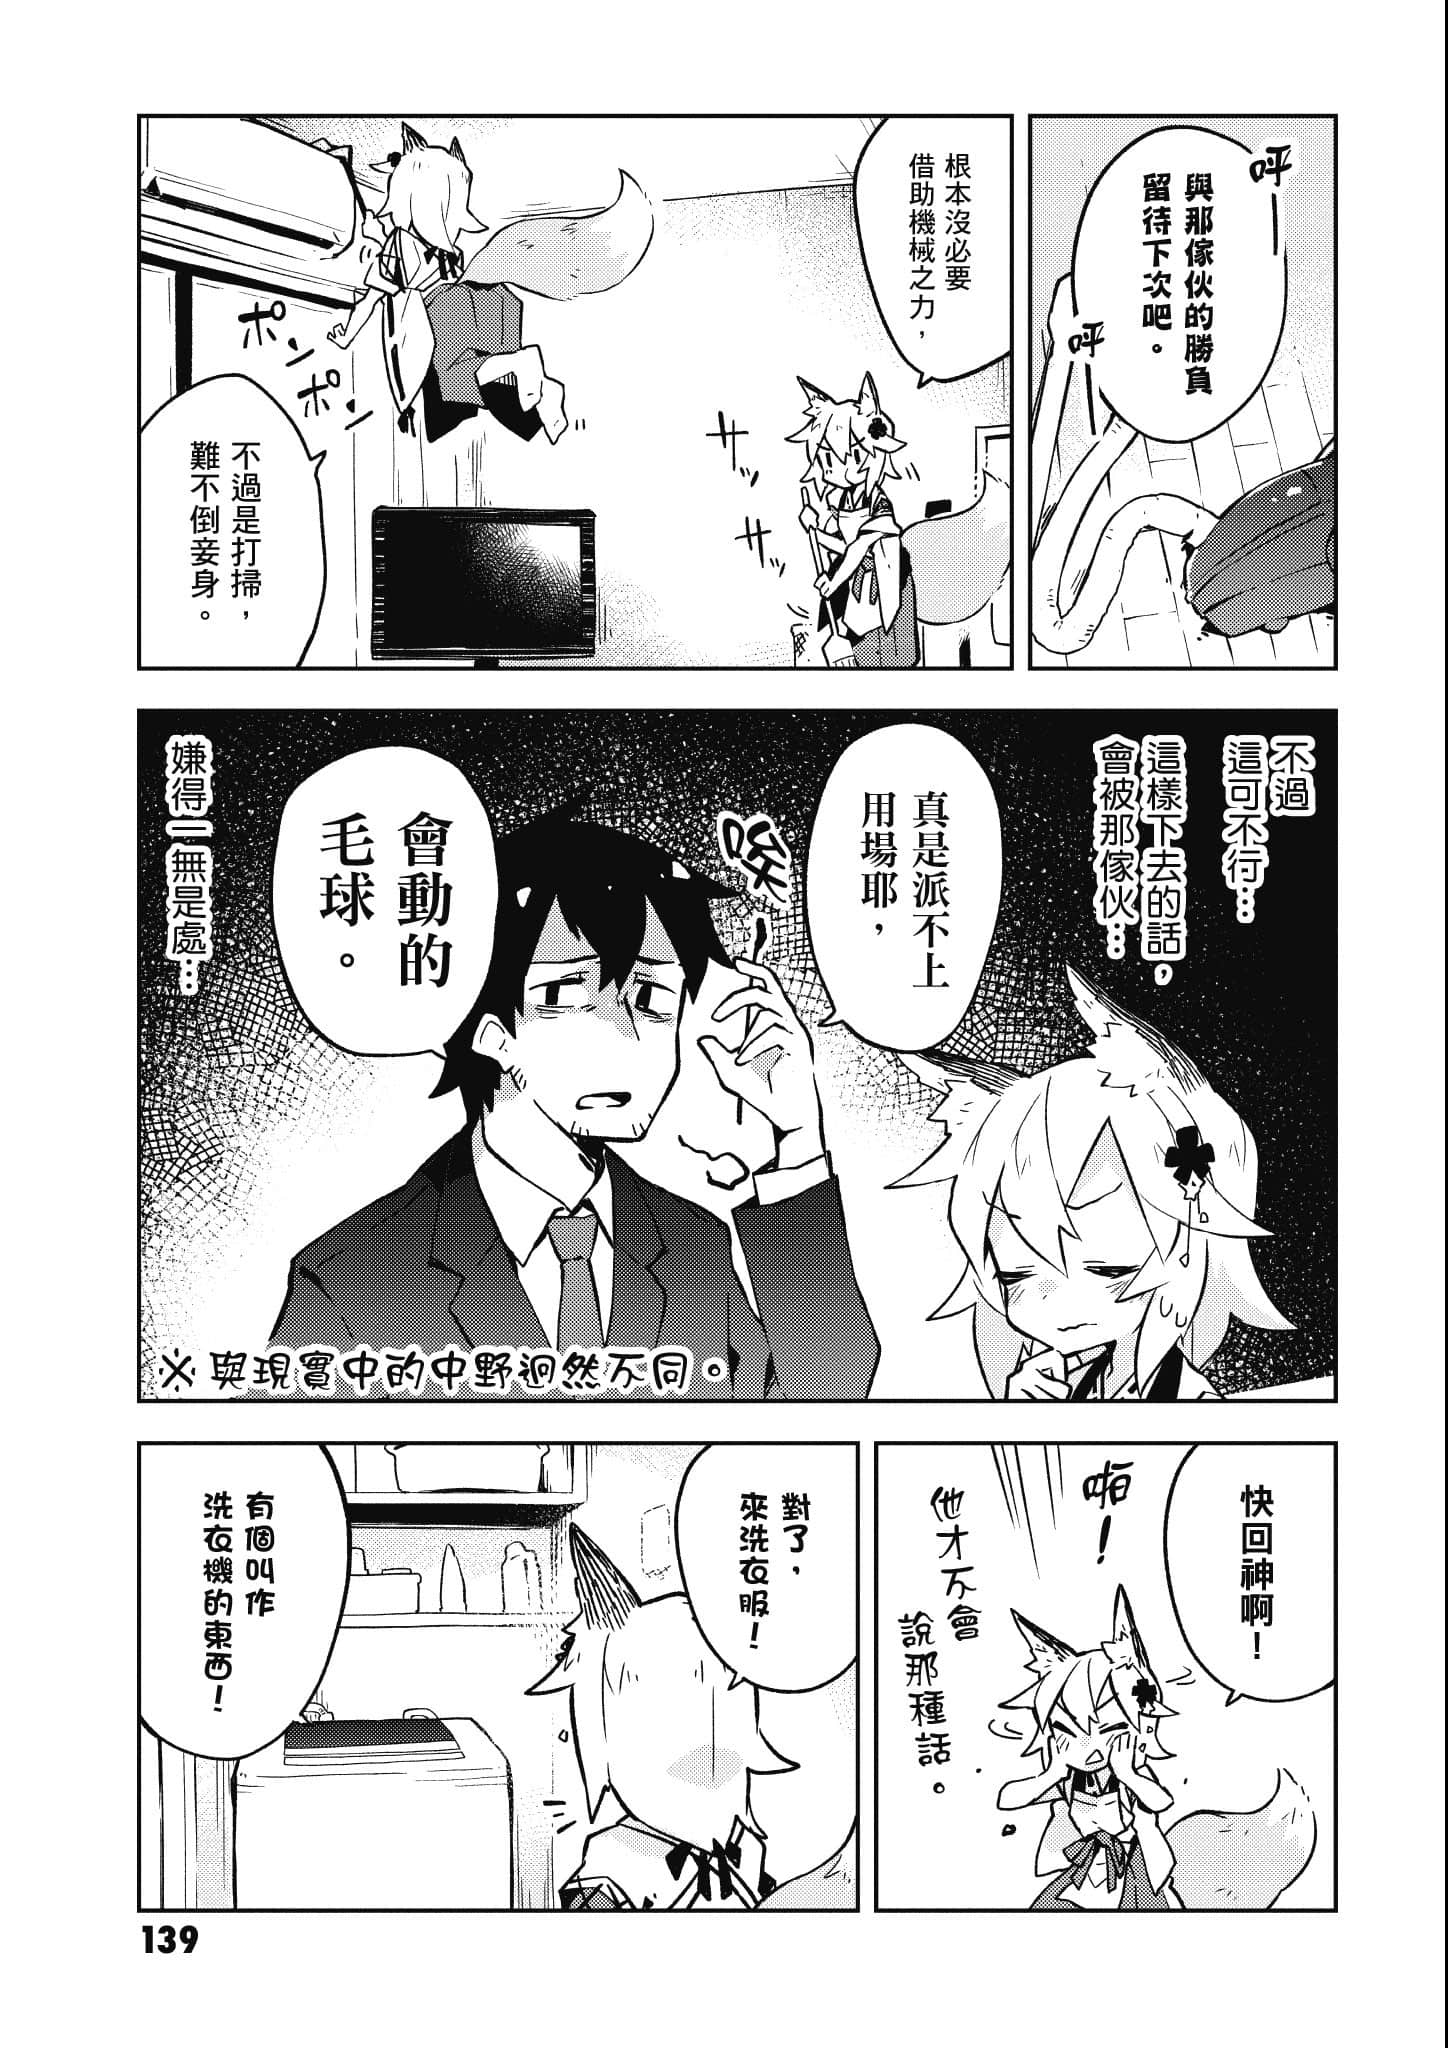 呼—
與那傢伙的勝負
留待下次吧。
呼—
根本沒必要
借助機械之力，
サッ
サッ
ポン
ポン
不過是打掃，
難不倒妾身。
不過
這可不行…
這樣下去的話，
會被那傢伙…
真是派不上
用場耶，
唉
會動的
毛球。
嫌得一無是處…
※與現實中的中野迥然不同。
快回神啊！
啪！
他才不會
說那種話。
對了，
來洗衣服！
有個叫作
洗衣機的東西！
139